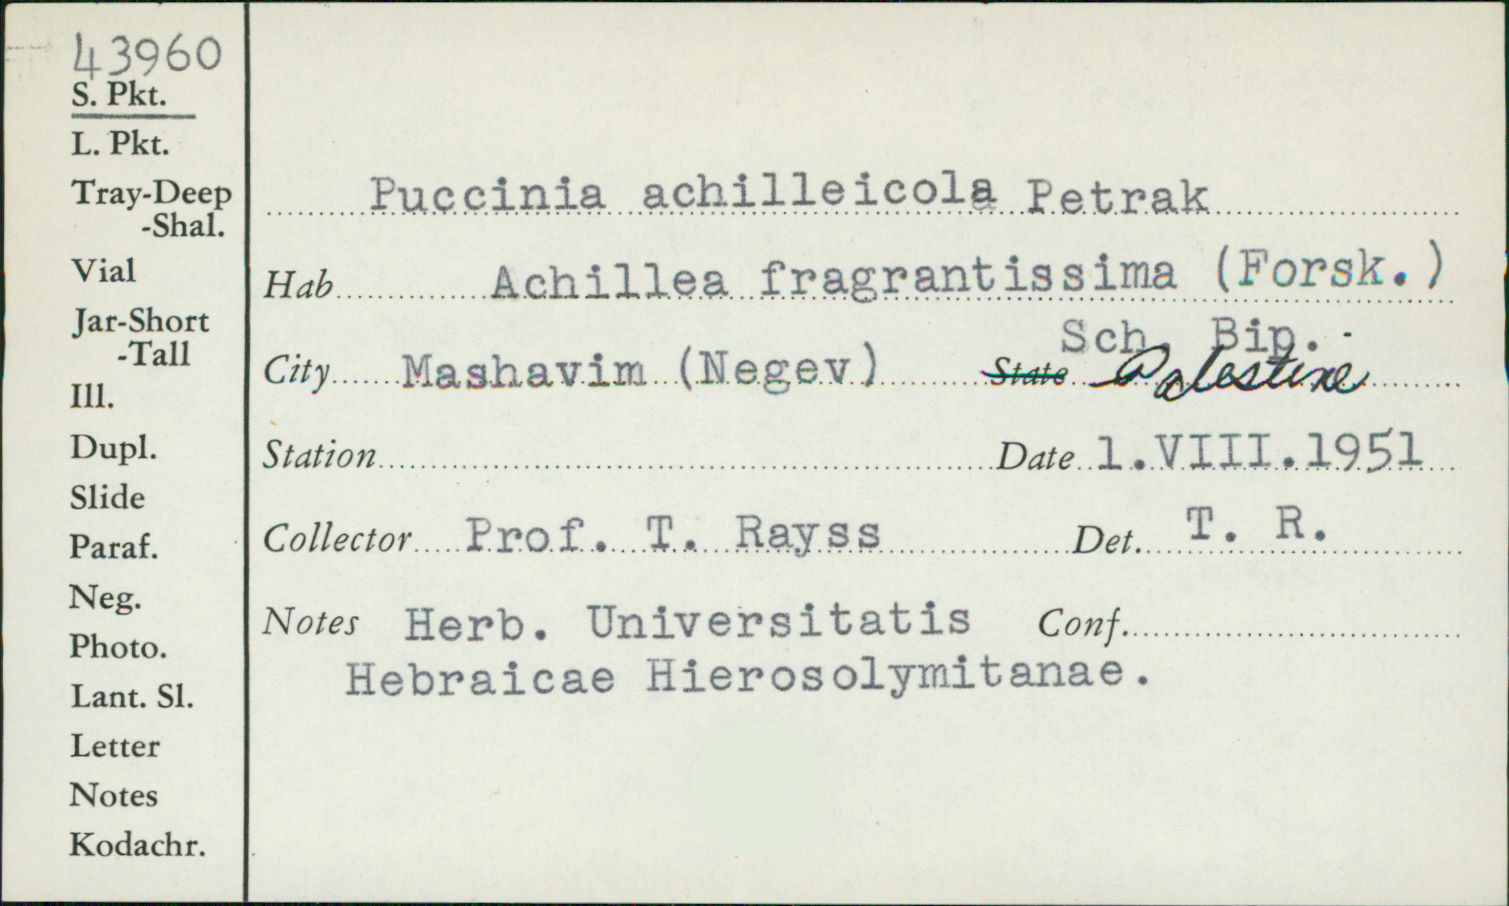 43960
S. Pkt.
L. Pkt.
Tray-Deep
-Shal.
Vial
Jar-Short
-Tall
Ill.
Dupl.
Slide
Paraf.
Neg.
Photo.
Lant. Sl.
Letter
Notes
Kodachr.
Puccinia achilleicola Petrak
Hab Achillea fragrantissima (Forsk.)
Sch. Bip.
City Mashavim (Negev) State Palestine
Station Date 1.VIII.1951
Collector Prof. T. Rayss Det. T. R.
Notes Herb. Universitatis Conf.
Hebraicae Hierosolymitanae.